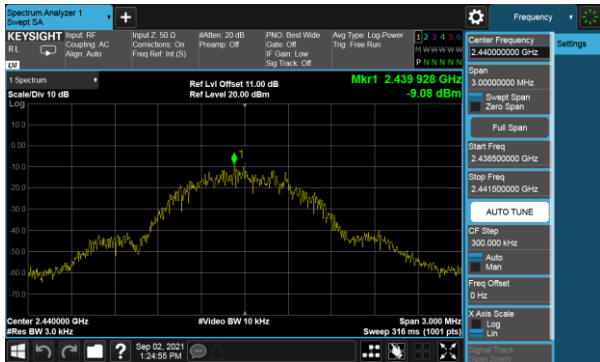 Spectrum Analyzer 1
Swept SA
Frequency
KEYSIGHT
RL
LXI
Input: RF
Coupling: AC
Align: Auto
Input Z: 50 Ω
Corrections: On
Freq Ref: Int (S)
#Atten: 20 dB
Preamp: Off
PNO: Best Wide
Gate: Off
IF Gain: Low
Sig Track: Off
Avg Type: Log-Power
Trig: Free Run
1 2 3 4 5 6
M W W W W W
P N N N N N
Center Frequency
2.440000000 GHz
Settings
Span
3.00000000 MHz
Swept Span
Zero Span
Full Span
Start Freq
2.438500000 GHz
Stop Freq
2.441500000 GHz
AUTO TUNE
CF Step
300.000 kHz
Auto
Man
Freq Offset
0 Hz
X Axis Scale
Log
Lin
Signal Track
(Span Zoom)
1 Spectrum
Scale/Div 10 dB
Ref Lvl Offset 11.00 dB
Ref Level 20.00 dBm
Mkr1 2.439 928 GHz
-9.08 dBm
Log
10.0
0.00
-10.0
-20.0
-30.0
-40.0
-50.0
-60.0
-70.0
1
Center 2.440000 GHz
#Res BW 3.0 kHz
#Video BW 10 kHz
Span 3.000 MHz
Sweep 316 ms (1001 pts)
?
Sep 02, 2021
1:24:55 PM